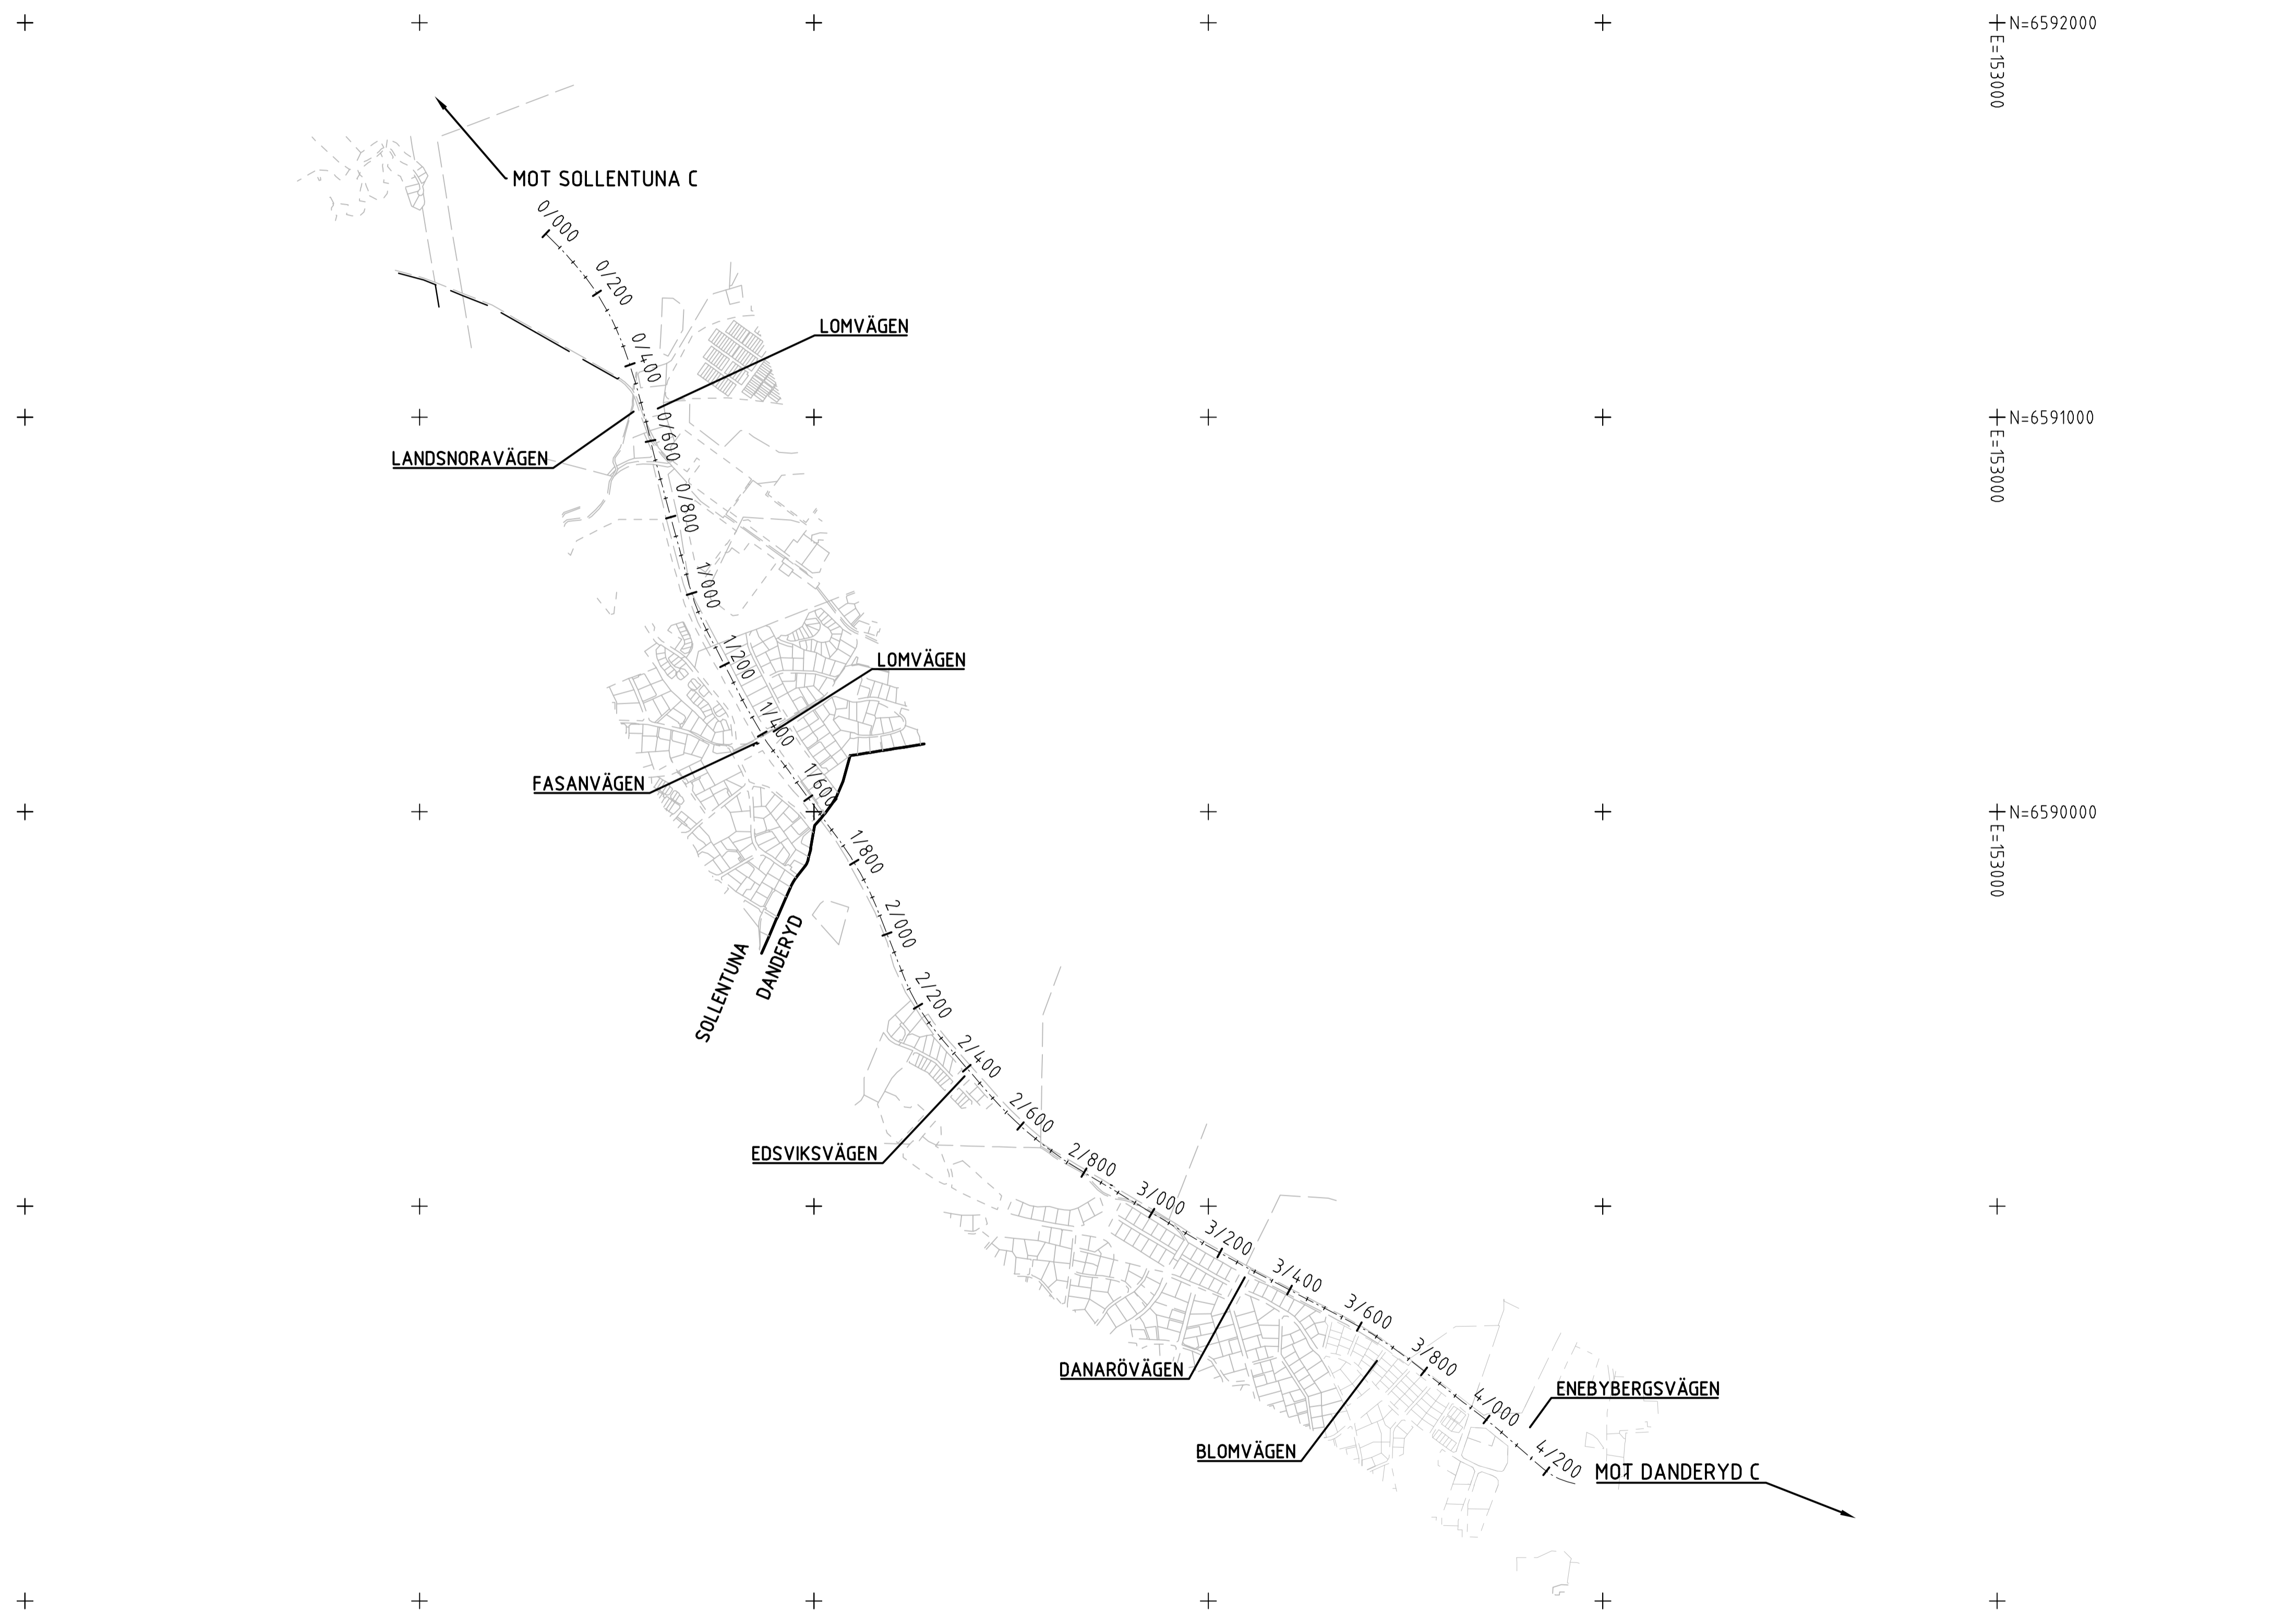 N=6592000
E=153000
MOT SOLLENTUNA C
0/000
0/200
LOMVÄGEN
0/400
N=6591000
E=153000
0/600
LANDSNORAVÄGEN
0/800
1/000
1/200
LOMVÄGEN
1/400
FASANVÄGEN
1/600
N=6590000
E=153000
1/800
2/000
SOLLENTUNA
DANDERYD
2/200
2/400
2/600
EDSVIKSVÄGEN
2/800
3/000
3/200
3/400
3/600
3/800
DANARÖVÄGEN
ENEBYBERGSVÄGEN
4/000
BLOMVÄGEN
4/200
MOT DANDERYD C